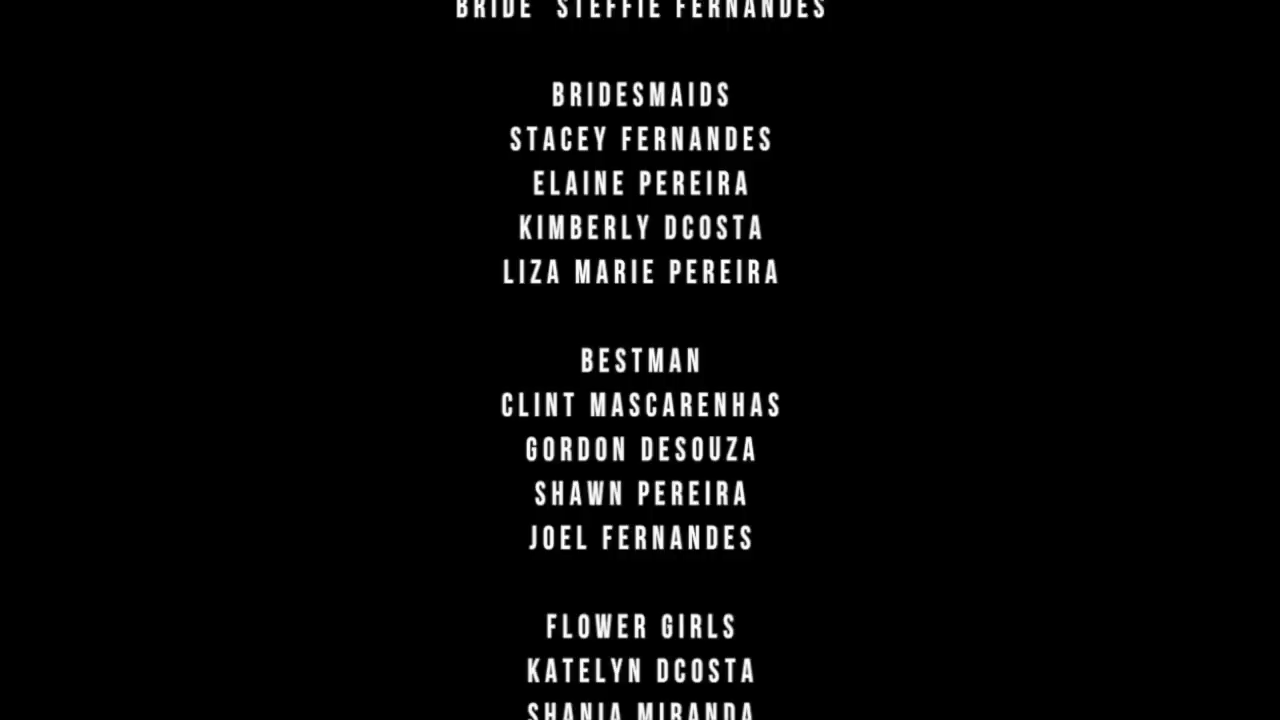 BRIDE STEFFIE FERNANDES
BRIDESMAIDS
STACEY FERNANDES
ELAINE PEREIRA
KIMBERLY DCOSTA
LIZA MARIE PEREIRA
BESTMAN
CLINT MASCARENHAS
GORDON DESOUZA
SHAWN PEREIRA
JOEL FERNANDES
FLOWER GIRLS
KATELYN DCOSTA
SHANIA MIRANDA